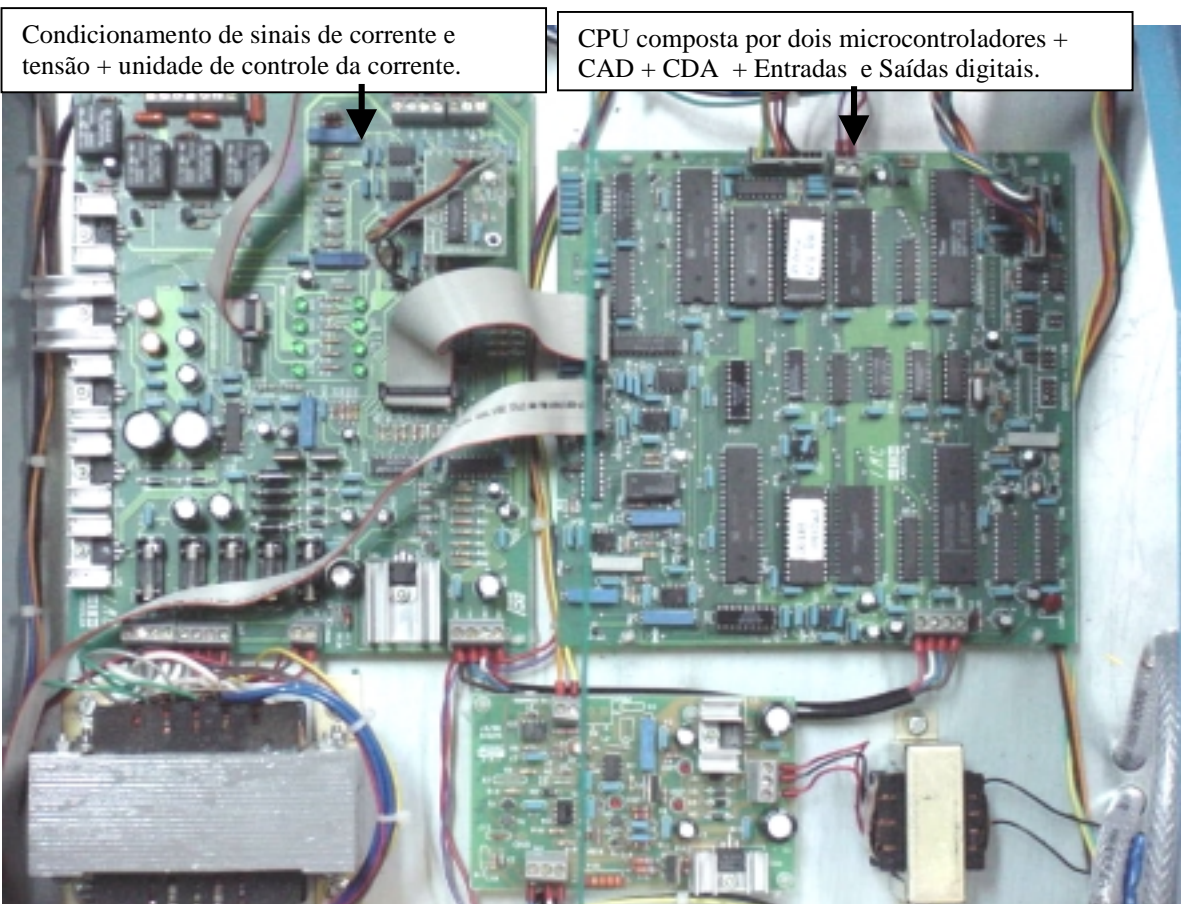 Condicionamento de sinais de corrente e
tensão + unidade de controle da corrente.
CPU composta por dois microcontroladores +
CAD + CDA + Entradas e Saídas digitais.